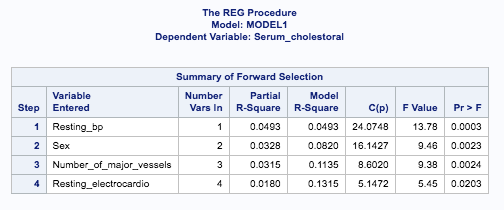 The REG Procedure
Model: MODEL1
Dependent Variable: Serum_cholestoral
Summary of Forward Selection
Step Variable Entered Number Vars In Partial R-Square Model R-Square C(p) F Value Pr > F
1 Resting_bp 1 0.0493 0.0493 24.0748 13.78 0.0003
2 Sex 2 0.0328 0.0820 16.1427 9.46 0.0023
3 Number_of_major_vessels 3 0.0315 0.1135 8.6020 9.38 0.0024
4 Resting_electrocardio 4 0.0180 0.1315 5.1472 5.45 0.0203